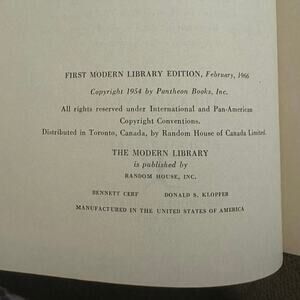 FIRST MODERN LIBRARY EDITION, February, 1966
Copyright 1954 by Pantheon Books, Inc.
All rights reserved under International and Pan-American
Copyright Conventions.
Distributed in Toronto, Canada, by Random House of Canada Limited.
THE MODERN LIBRARY
is published by
RANDOM HOUSE, INC.
BENNETT CERF DONALD S. KLOPFER
MANUFACTURED IN THE UNITED STATES OF AMERICA